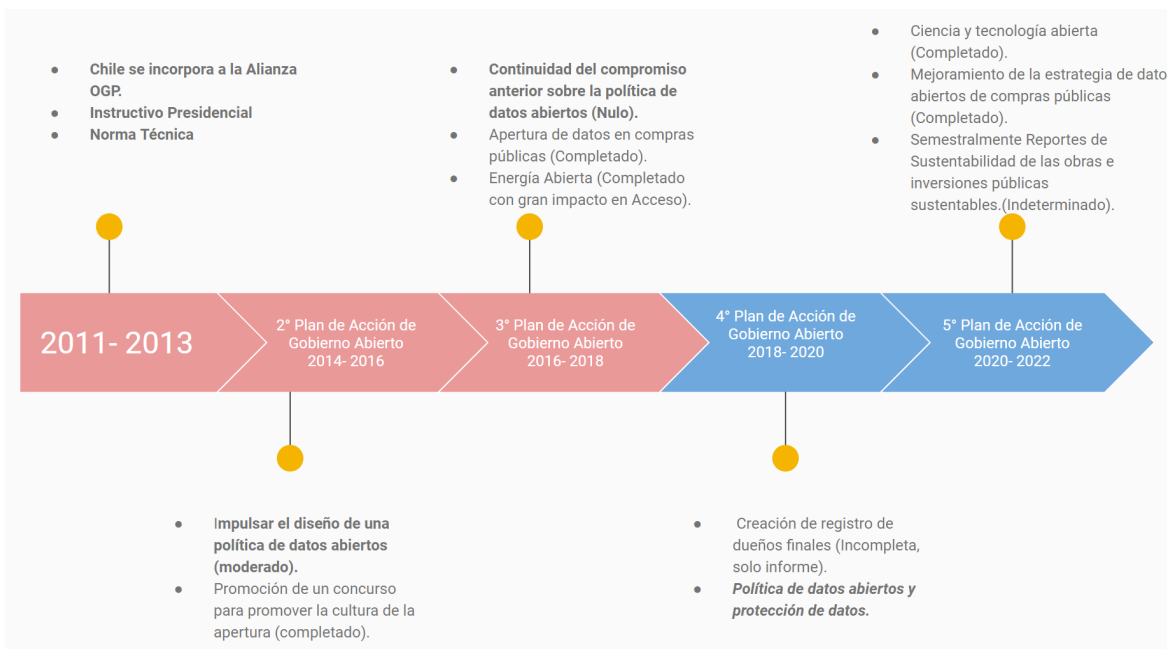 ● Chile se incorpora a la Alianza
OGP.
● Instructivo Presidencial
● Norma Técnica
● Continuidad del compromiso
anterior sobre la política de
datos abiertos (Nulo).
● Apertura de datos en compras
públicas (Completado).
● Energía Abierta (Completado
con gran impacto en Acceso).
● Ciencia y tecnología abierta
(Completado).
● Mejoramiento de la estrategia de dato
abiertos de compras públicas
(Completado).
● Semestralmente Reportes de
Sustentabilidad de las obras e
inversiones públicas
sustentables.(Indeterminado).
2011- 2013
2° Plan de Acción de
Gobierno Abierto
2014- 2016
3° Plan de Acción de
Gobierno Abierto
2016- 2018
4° Plan de Acción de
Gobierno Abierto
2018- 2020
5° Plan de Acción de
Gobierno Abierto
2020- 2022
● Impulsar el diseño de una
política de datos abiertos
(moderado).
● Promoción de un concurso
para promover la cultura de la
apertura (completado).
● Creación de registro de
dueños finales (Incompleta,
solo informe).
● Política de datos abiertos y
protección de datos.